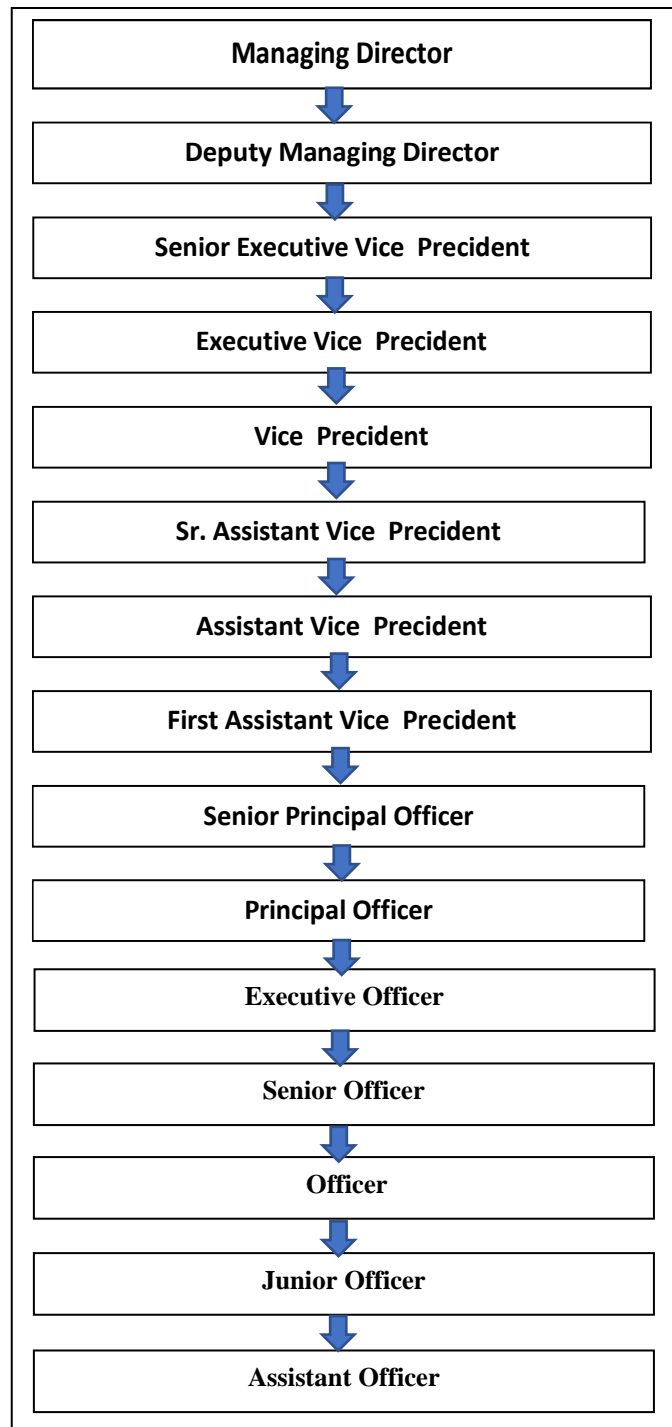 Managing Director
Deputy Managing Director
Senior Executive Vice Precident
Executive Vice Precident
Vice Precident
Sr. Assistant Vice Precident
Assistant Vice Precident
First Assistant Vice Precident
Senior Principal Officer
Principal Officer
Executive Officer
Senior Officer
Officer
Junior Officer
Assistant Officer